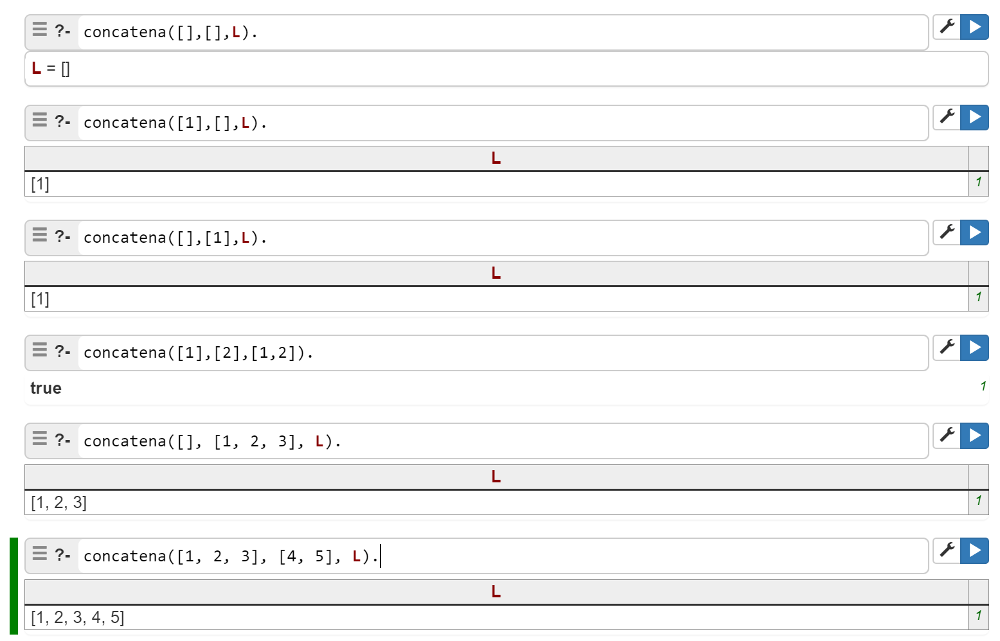 ?- concatena([],[],L).
L = []
?- concatena([1],[],L).
L
[1] 1
?- concatena([],[1],L).
L
[1] 1
?- concatena([1],[2],[1,2]).
true 1
?- concatena([], [1, 2, 3], L).
L
[1, 2, 3] 1
?- concatena([1, 2, 3], [4, 5], L).
L
[1, 2, 3, 4, 5] 1